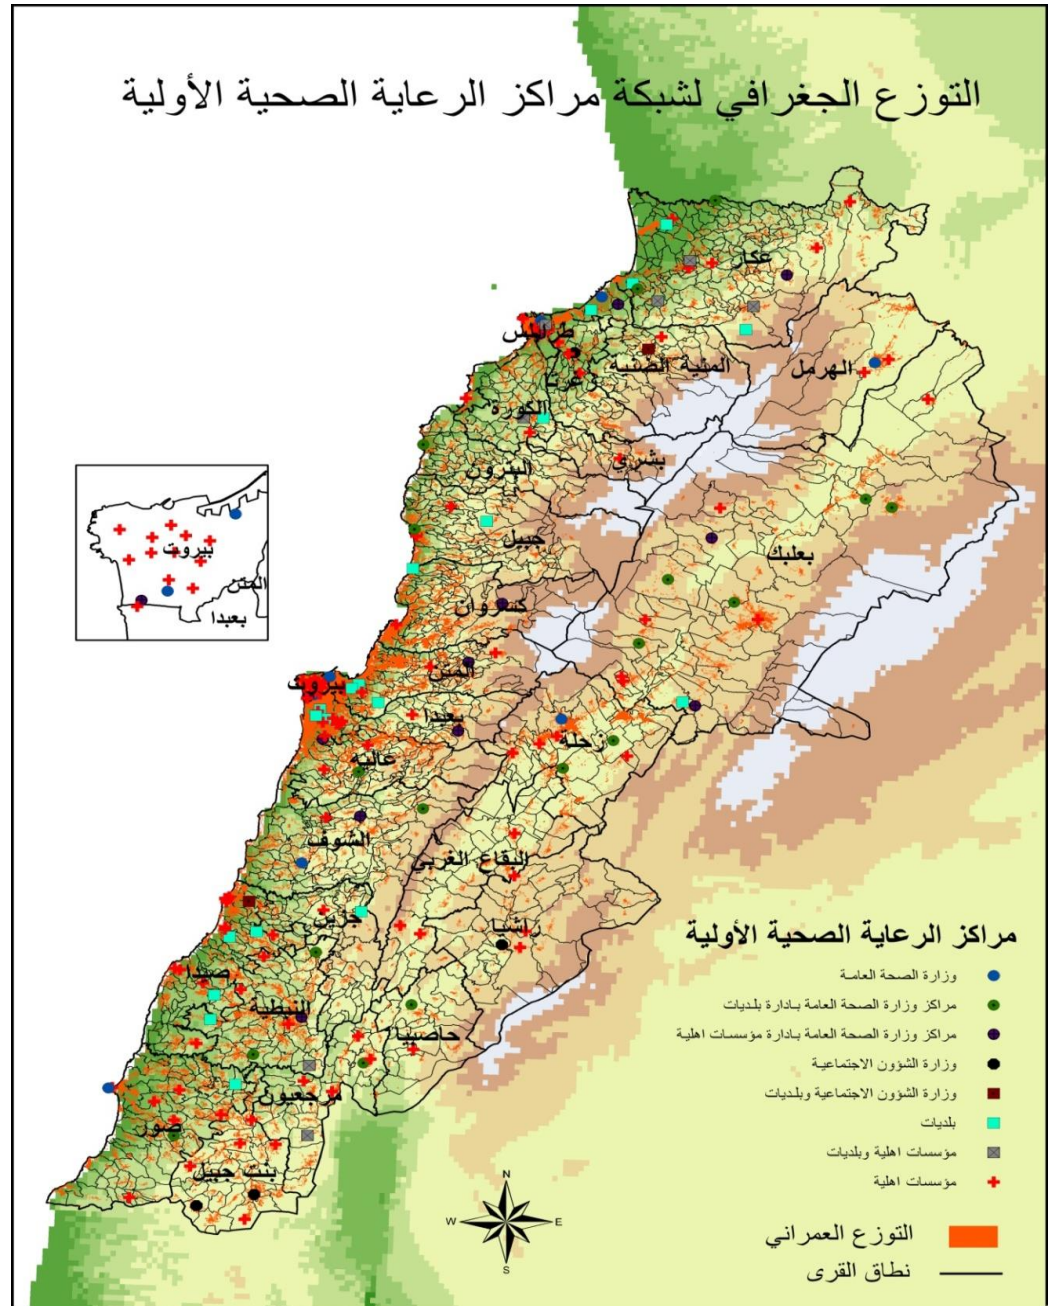 التوزع الجغرافي لشبكة مراكز الرعاية الصحية الأولية
عكار
طرابلس
المنية الضنيه
زغرتا
الهرمل
الكورة
بشري
البترون
جبيل
بعلبك
كسروان
بيروت
المتن
بعبدا
المتن
بيروت
بعبدا
زحلة
عاليه
الشوف
البقاع الغربي
جزين
راشيا
صيدا
النبطية
حاصبيا
مرجعيون
صور
بنت جبيل
مراكز الرعاية الصحية الأولية
وزارة الصحة العامة
مراكز وزارة الصحة العامة بادارة بلديات
مراكز وزارة الصحة العامة بادارة مؤسسات اهلية
وزارة الشؤون الاجتماعية
وزارة الشؤون الاجتماعية وبلديات
بلديات
مؤسسات اهلية وبلديات
مؤسسات اهلية
التوزع العمراني
نطاق القرى
N
W
E
S